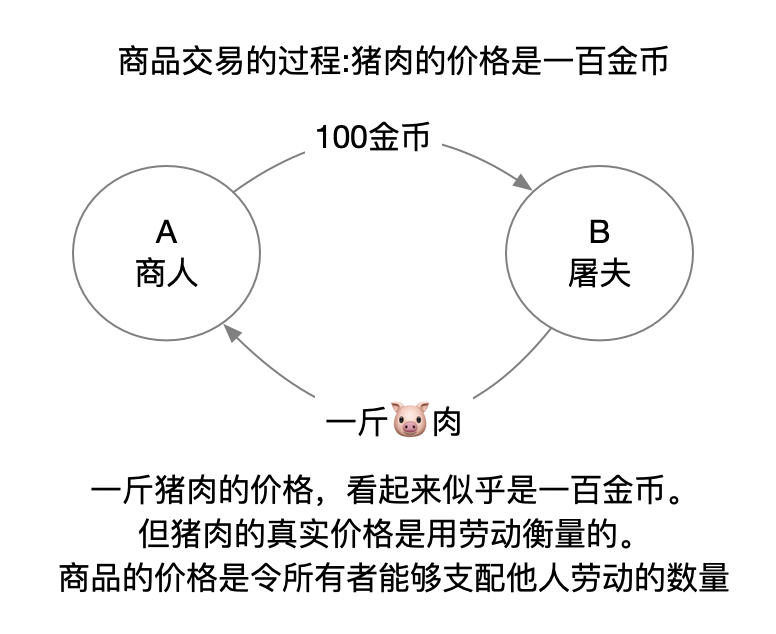 商品交易的过程:猪肉的价格是一百金币
100金币
A
商人
B
屠夫
一斤🐷肉
一斤猪肉的价格，看起来似乎是一百金币。
但猪肉的真实价格是用劳动衡量的。
商品的价格是令所有者能够支配他人劳动的数量